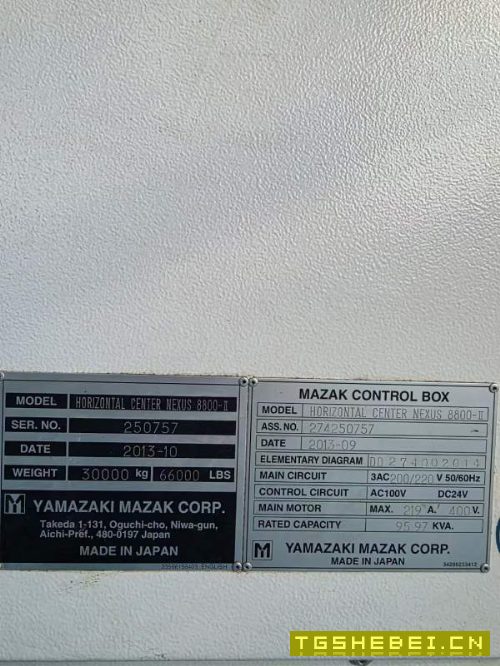 MODEL HORIZONTAL CENTER NEXUS 8800-II
SER. NO. 250757
DATE 2013-10
WEIGHT 30000 kg 66000 LBS
YAMAZAKI MAZAK CORP.
Takeda 1-131, Oguchi-cho, Niwa-gun,
Aichi-Pref., 480-0197 Japan
MADE IN JAPAN
MAZAK CONTROL BOX
MODEL HORIZONTAL CENTER NEXUS 8800-II
ASS. NO. 274250757
DATE 2013-09
ELEMENTARY DIAGRAM DD274002014
MAIN CIRCUIT 3AC 200/220 V 50/60Hz
CONTROL CIRCUIT AC100V DC24V
MAIN MOTOR MAX. 219 A./ 400 V.
RATED CAPACITY 95.97 KVA.
YAMAZAKI MAZAK CORP.
MADE IN JAPAN
TGSHEBEI.CN